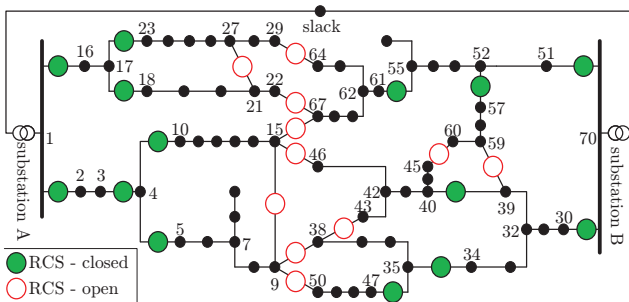 slack
23 27 29 51
16 64 55 52
17 18 22 62 61
21 67 57
substation A 1 10 15 60 59 70 substation B
46 45
2 3 4 42 40 39
5 43
7 38 32 30
9 35 34
50 47
RCS - closed
RCS - open